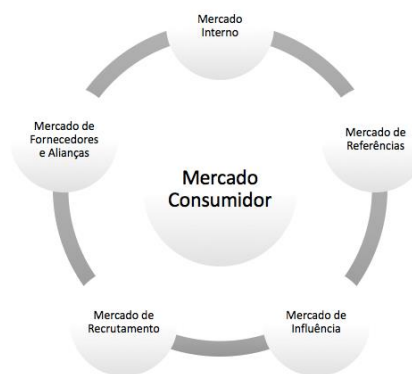 Mercado
Interno
Mercado de
Fornecedores
e Alianças
Mercado de
Referências
Mercado
Consumidor
Mercado de
Recrutamento
Mercado de
Influência